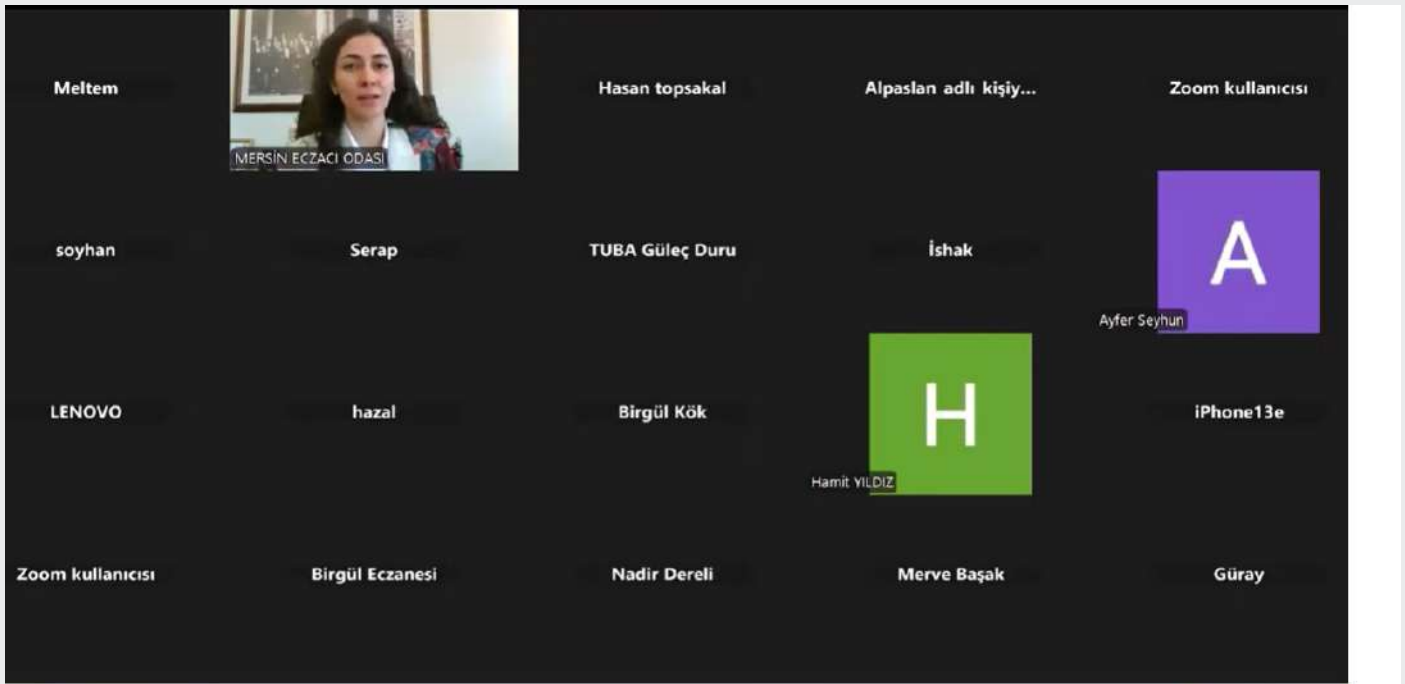 Meltem
MERSİN ECZACI ODASI
Hasan topsakal
Alpaslan adlı kişiy...
Zoom kullanıcısı
soyhan
Serap
TUBA Güleç Duru
İshak
A
Ayfer Seyhun
LENOVO
hazal
Birgül Kök
H
Hamit YILDIZ
iPhone13e
Zoom kullanıcısı
Birgül Eczanesi
Nadir Dereli
Merve Başak
Güray